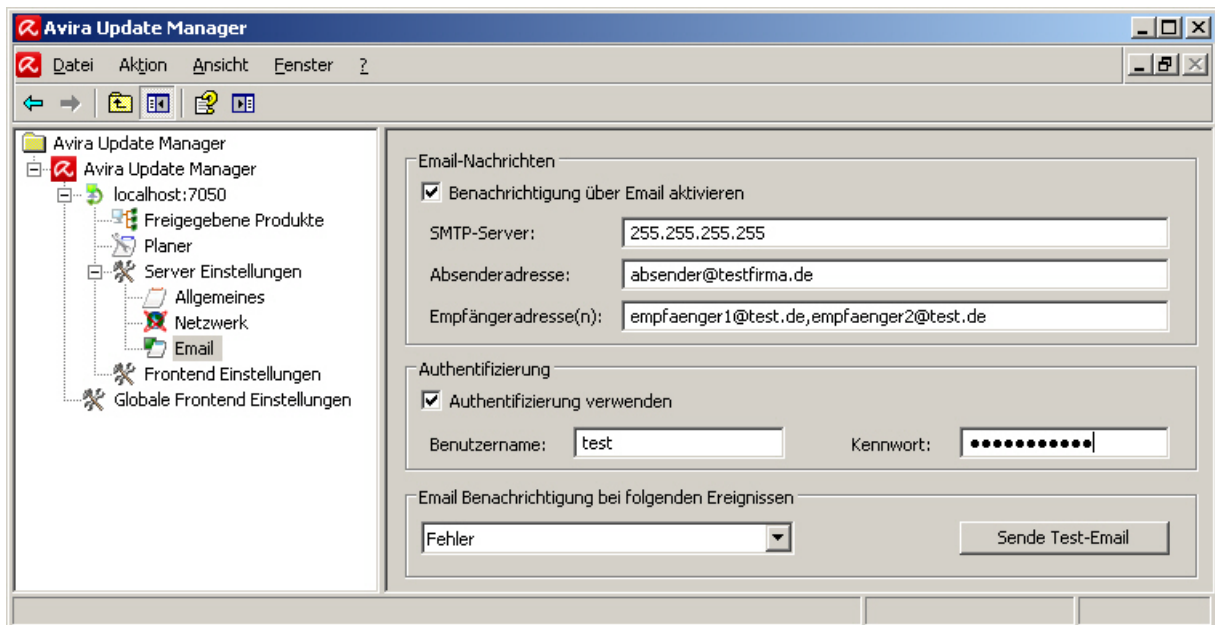 Avira Update Manager
Datei Aktion Ansicht Fenster ?
Avira Update Manager
Avira Update Manager
localhost:7050
Freigegebene Produkte
Planer
Server Einstellungen
Allgemeines
Netzwerk
Email
Frontend Einstellungen
Globale Frontend Einstellungen
Email-Nachrichten
Benachrichtigung über Email aktivieren
SMTP-Server: 255.255.255.255
Absenderadresse: absender@testfirma.de
Empfängeradresse(n): empfaenger1@test.de,empfaenger2@test.de
Authentifizierung
Authentifizierung verwenden
Benutzername: test Kennwort: ●●●●●●●●●●●
Email Benachrichtigung bei folgenden Ereignissen
Fehler Sende Test-Email